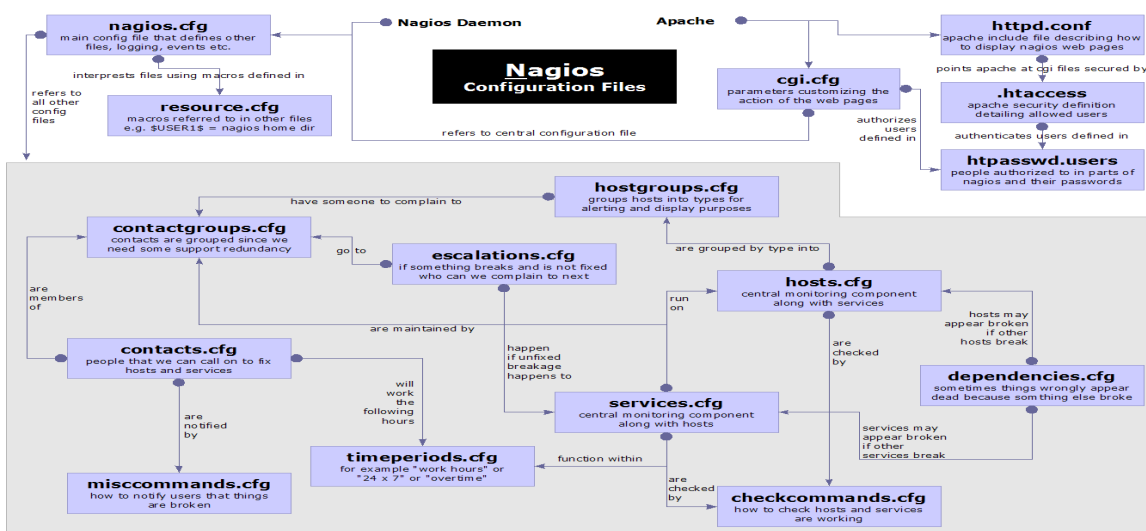 nagios.cfg
main config file that defines other
files, logging, events etc.
Nagios Daemon
Apache
httpd.conf
apache include file describing how
to display nagios web pages
Nagios
Configuration Files
interprests files using macros defined in
points apache at cgi files secured by
refers to
all other
config
files
resource.cfg
macros referred to in other files
e.g. $USER1$ = nagios home dir
cgi.cfg
parameters customizing the
action of the web pages
.htaccess
apache security definition
detailing allowed users
refers to central configuration file
authorizes
users
defined in
authenticates users defined in
htpasswd.users
people authorized to in parts of
nagios and their passwords
hostgroups.cfg
groups hosts into types for
alerting and display purposes
have someone to complain to
contactgroups.cfg
contacts are grouped since we
need some support redundancy
go to
escalations.cfg
if something breaks and is not fixed
who can we complain to next
are grouped by type into
hosts.cfg
central monitoring component
along with services
are
members
of
run
on
are maintained by
hosts may
appear broken
if other
hosts break
contacts.cfg
people that we can call on to fix
hosts and services
happen
if unfixed
breakage
happens to
are
checked
by
dependencies.cfg
sometimes things wrongly appear
dead because somthing else broke
will
work
the
following
hours
services.cfg
central monitoring component
along with hosts
are
notified
by
services may
appear broken
if other
services break
timeperiods.cfg
for example "work hours" or
"24 x 7" or "overtime"
function within
misccommands.cfg
how to notify users that things
are broken
are
checked
by
checkcommands.cfg
how to check hosts and services
are working